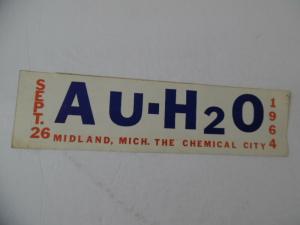 SEPT. 26
AU-H2O
1964
MIDLAND, MICH. THE CHEMICAL CITY